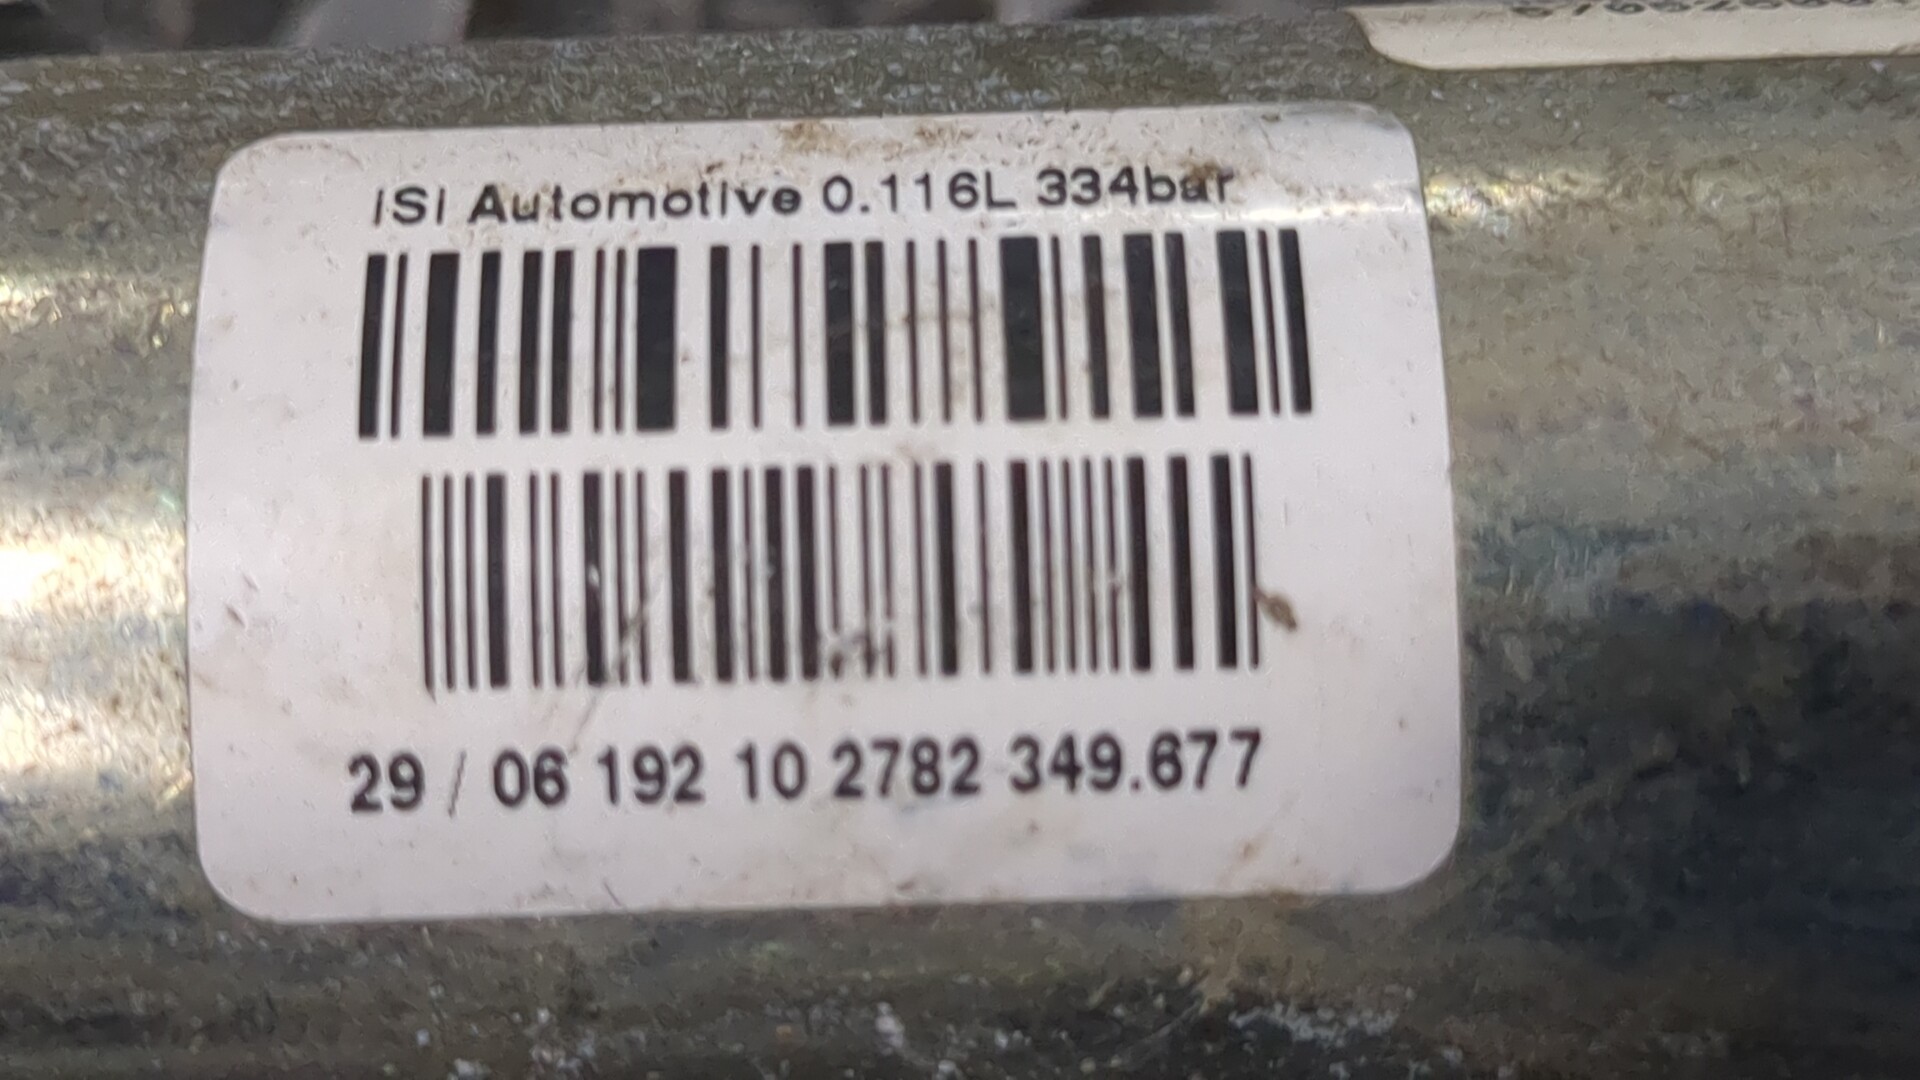 iSi Automotive 0.116L 334bar
29 / 06 192 10 2782 349.677